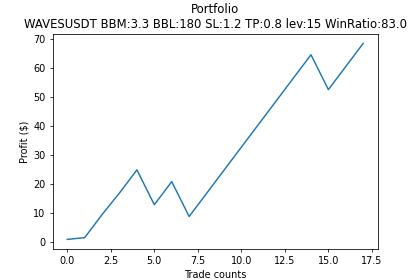 Portfolio
WAVESUSDT BBM:3.3 BBL:180 SL:1.2 TP:0.8 lev:15 WinRatio:83.0
70
60
50
40
30
20
10
0
Profit ($)
0.0 2.5 5.0 7.5 10.0 12.5 15.0 17.5
Trade counts